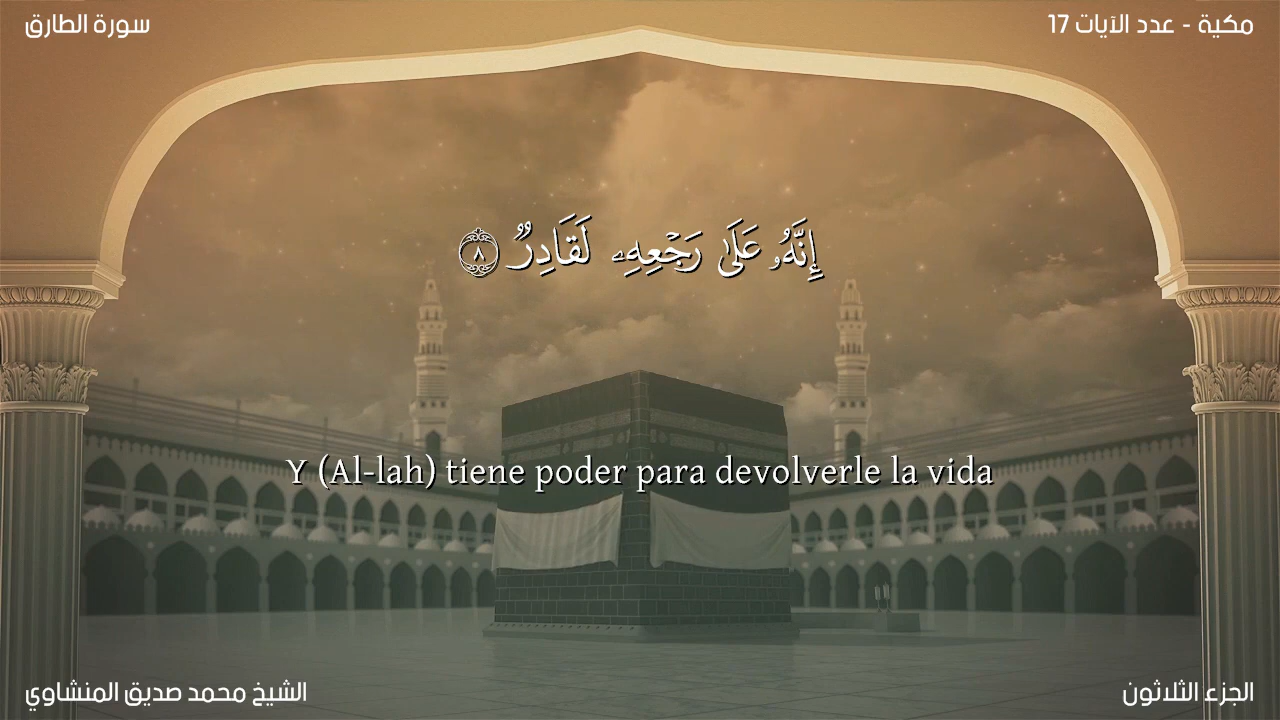 سورة الطارق
مكية - عدد الآيات 17
إِنَّهُۥ عَلَىٰ رَجْعِهِۦ لَقَادِرٌۭ ٨
Y (Al-lah) tiene poder para devolverle la vida
الشيخ محمد صديق المنشاوي
الجزء الثلاثون